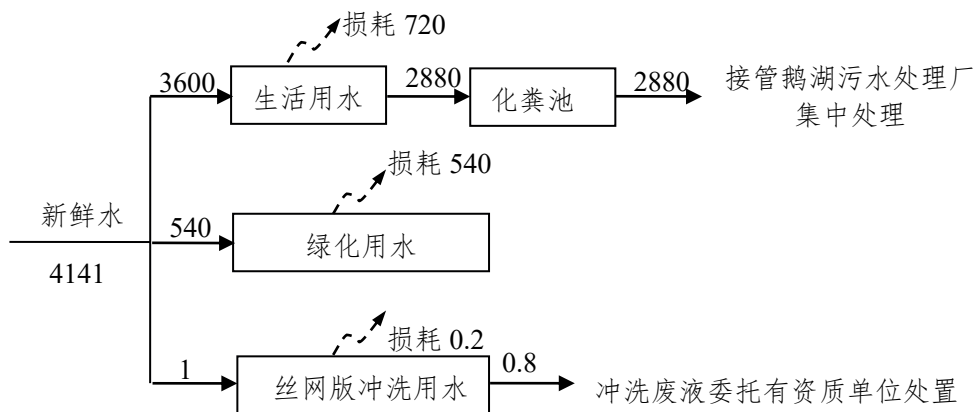 损耗 720
3600
生活用水
2880
化粪池
2880
接管鹅湖污水处理厂
集中处理
损耗 540
新鲜水
4141
540
绿化用水
损耗 0.2
1
丝网版冲洗用水
0.8
冲洗废液委托有资质单位处置